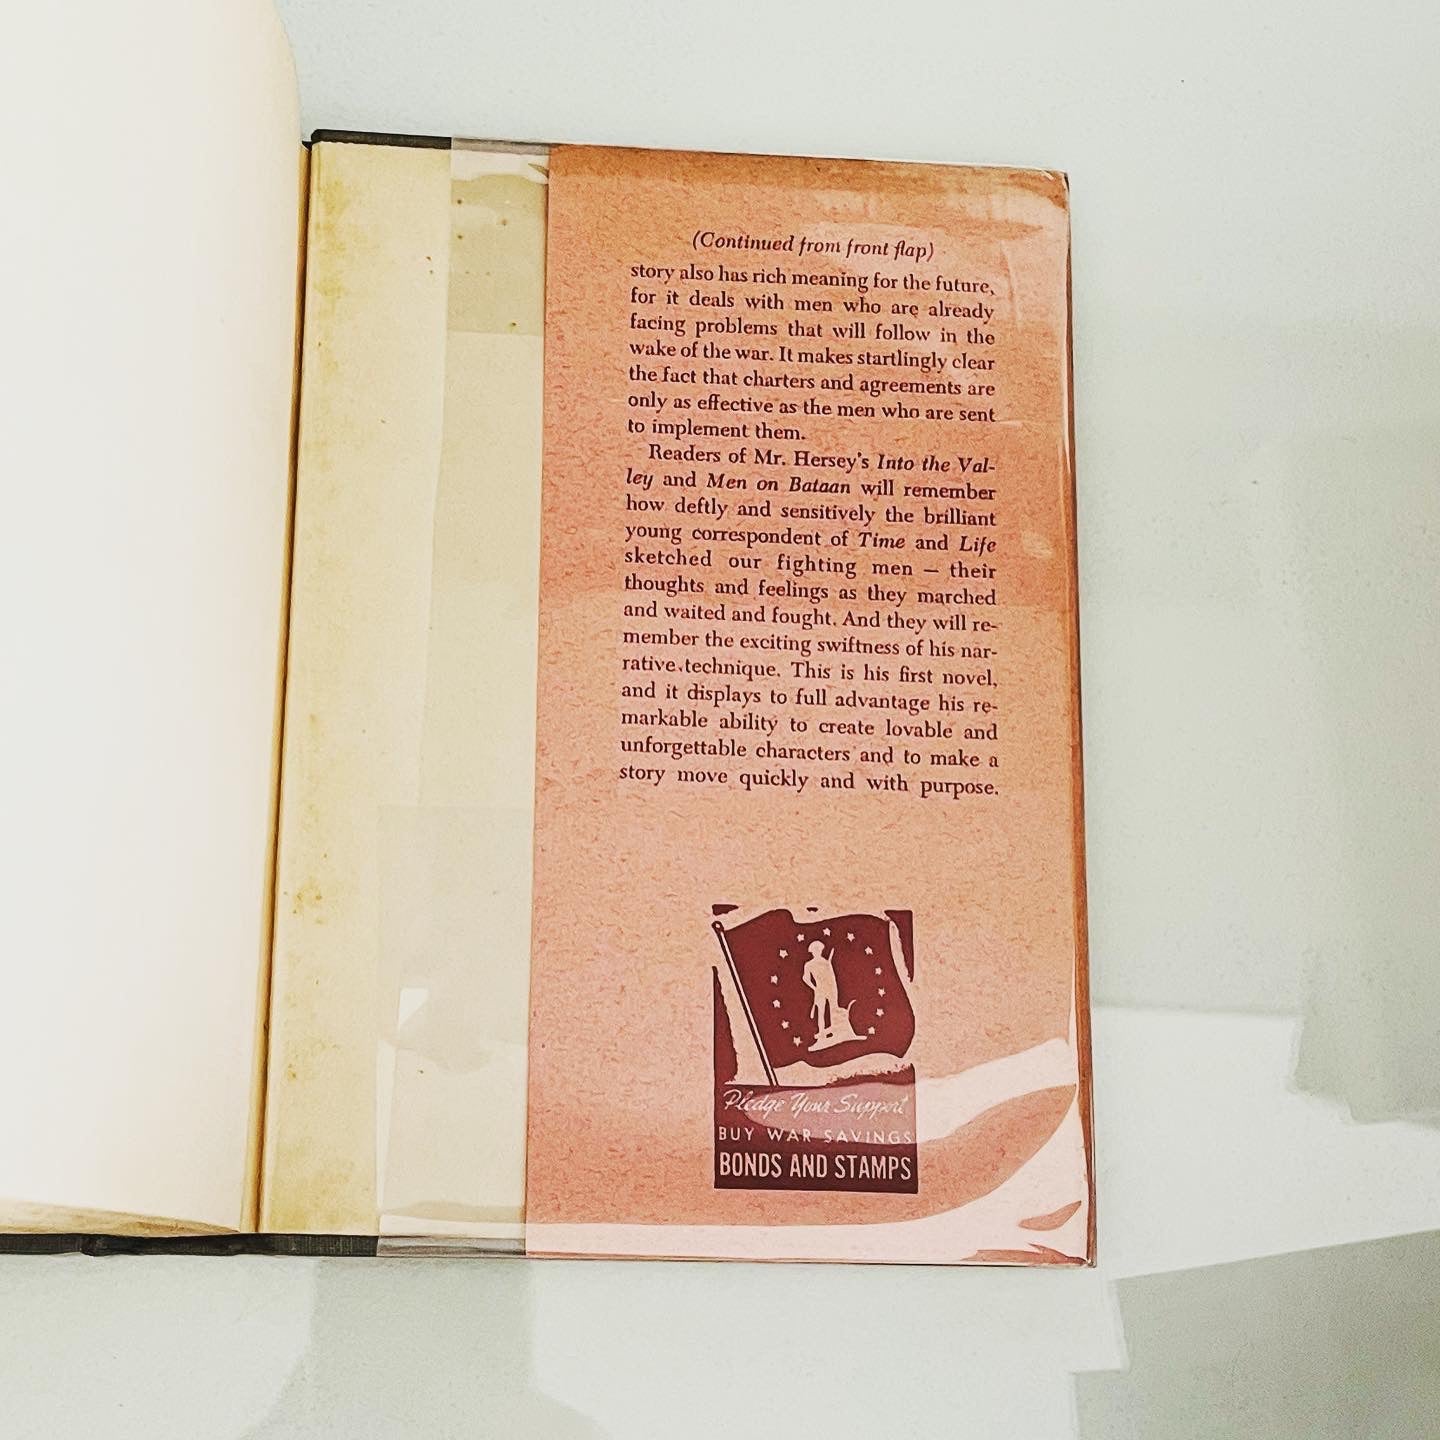 (Continued from front flap)
story also has rich meaning for the future,
for it deals with men who are already
facing problems that will follow in the
wake of the war. It makes startlingly clear
the fact that charters and agreements are
only as effective as the men who are sent
to implement them.
Readers of Mr. Hersey's Into the Val-
ley and Men on Bataan will remember
how deftly and sensitively the brilliant
young correspondent of Time and Life
sketched our fighting men — their
thoughts and feelings as they marched
and waited and fought. And they will re-
member the exciting swiftness of his nar-
rative technique. This is his first novel,
and it displays to full advantage his re-
markable ability to create lovable and
unforgettable characters and to make a
story move quickly and with purpose.
Pledge Your Support
BUY WAR SAVINGS
BONDS AND STAMPS